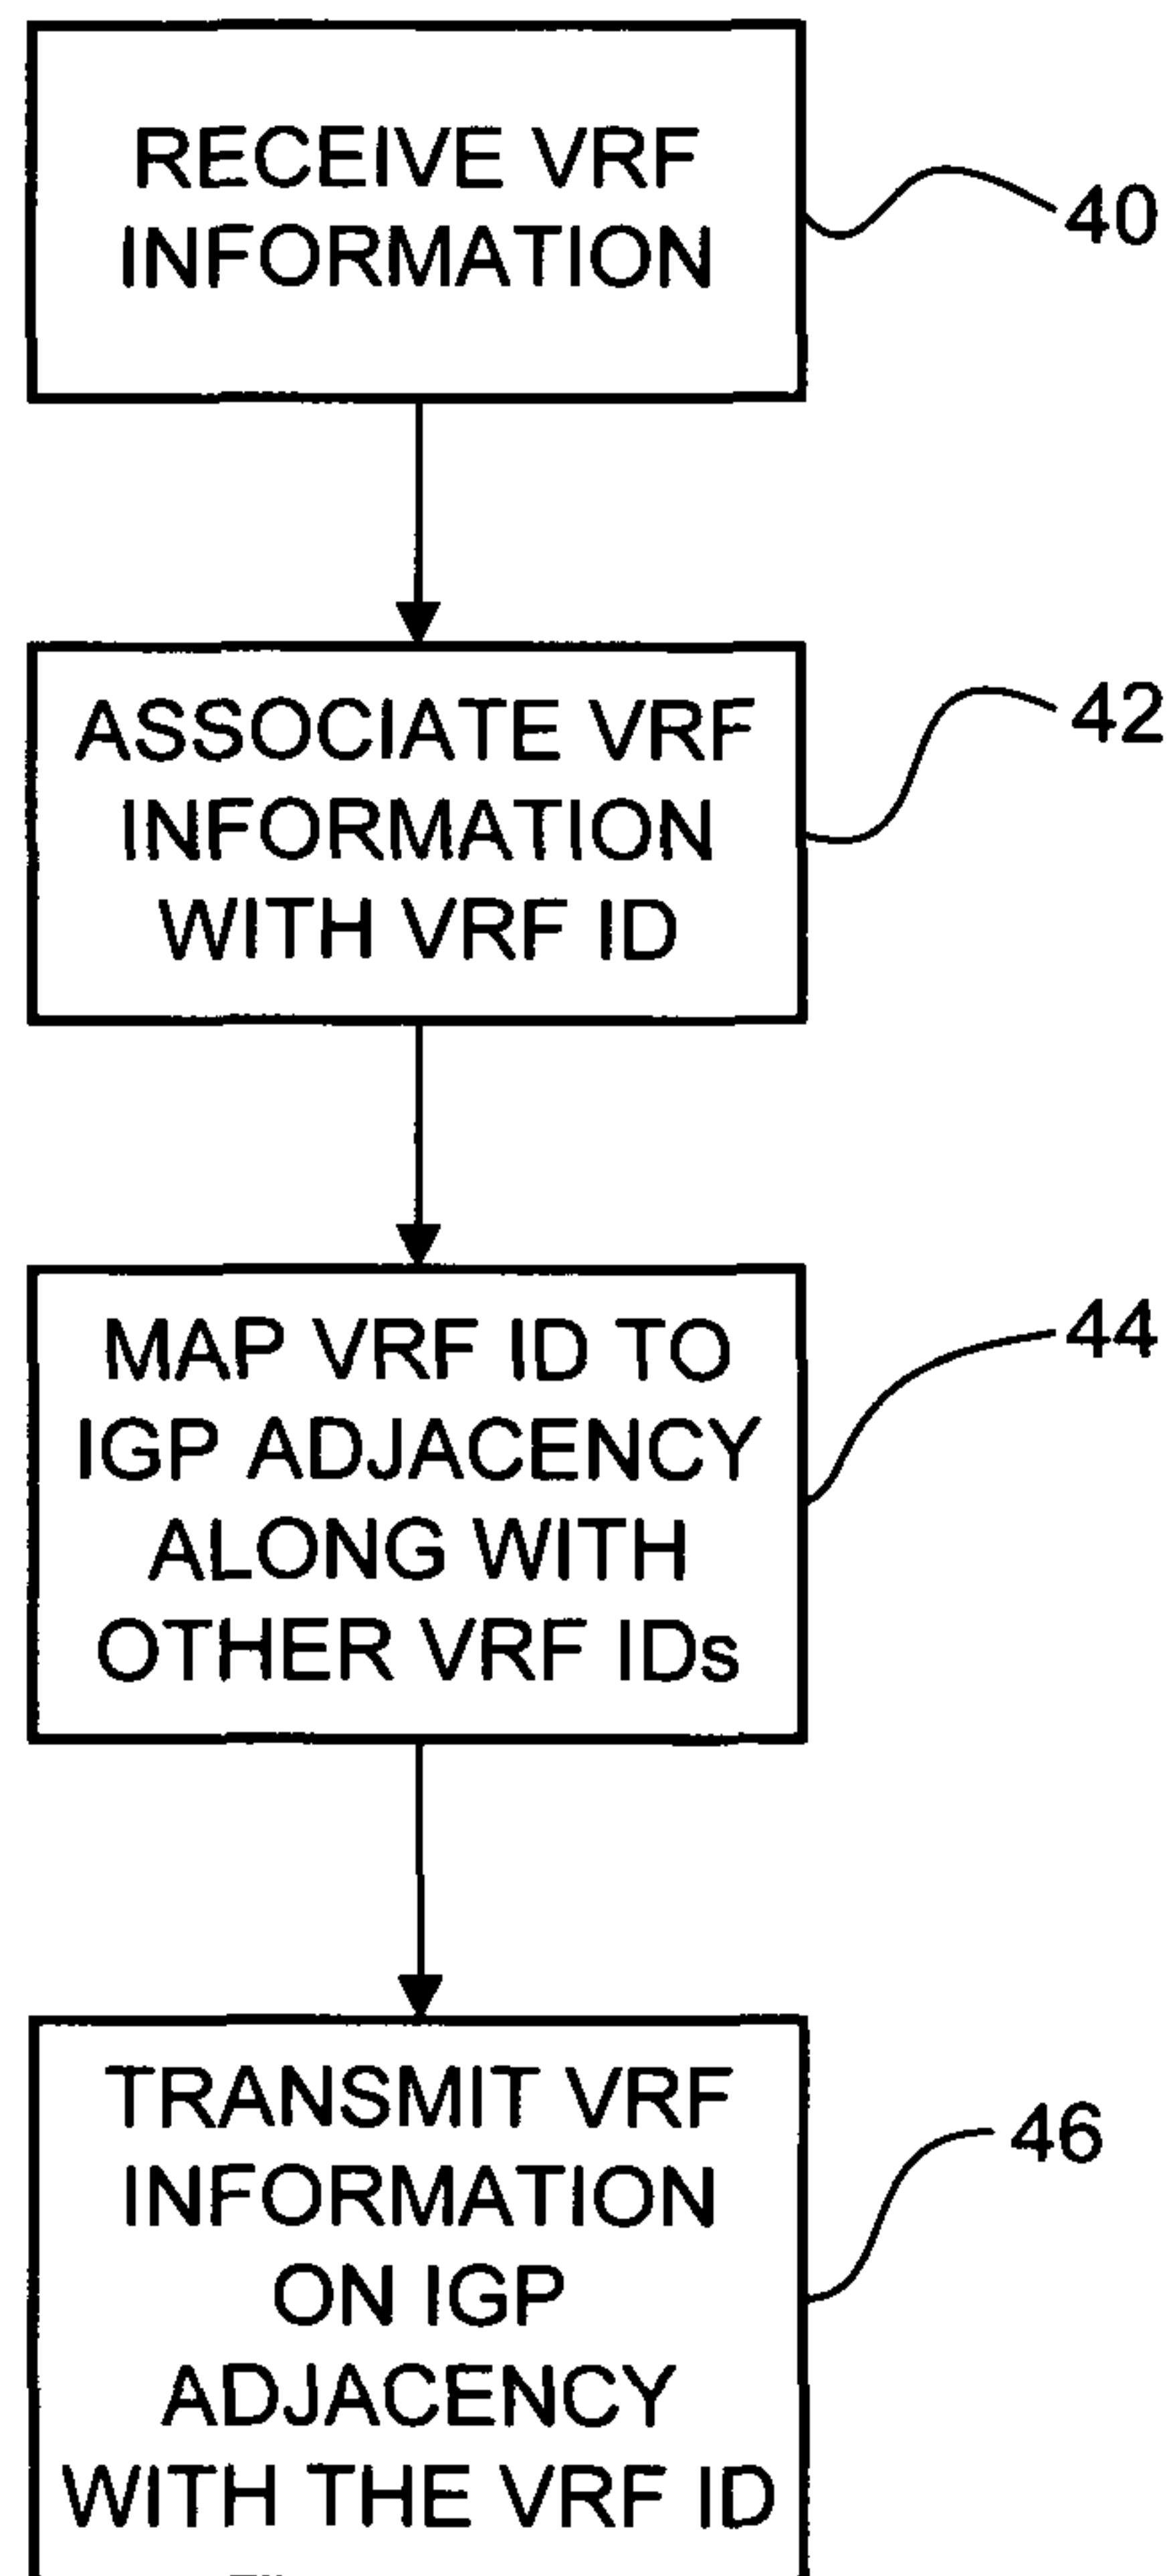 RECEIVE VRF
INFORMATION
40
ASSOCIATE VRF
INFORMATION
WITH VRF ID
42
MAP VRF ID TO
IGP ADJACENCY
ALONG WITH
OTHER VRF IDs
44
TRANSMIT VRF
INFORMATION
ON IGP
ADJACENCY
WITH THE VRF ID
46